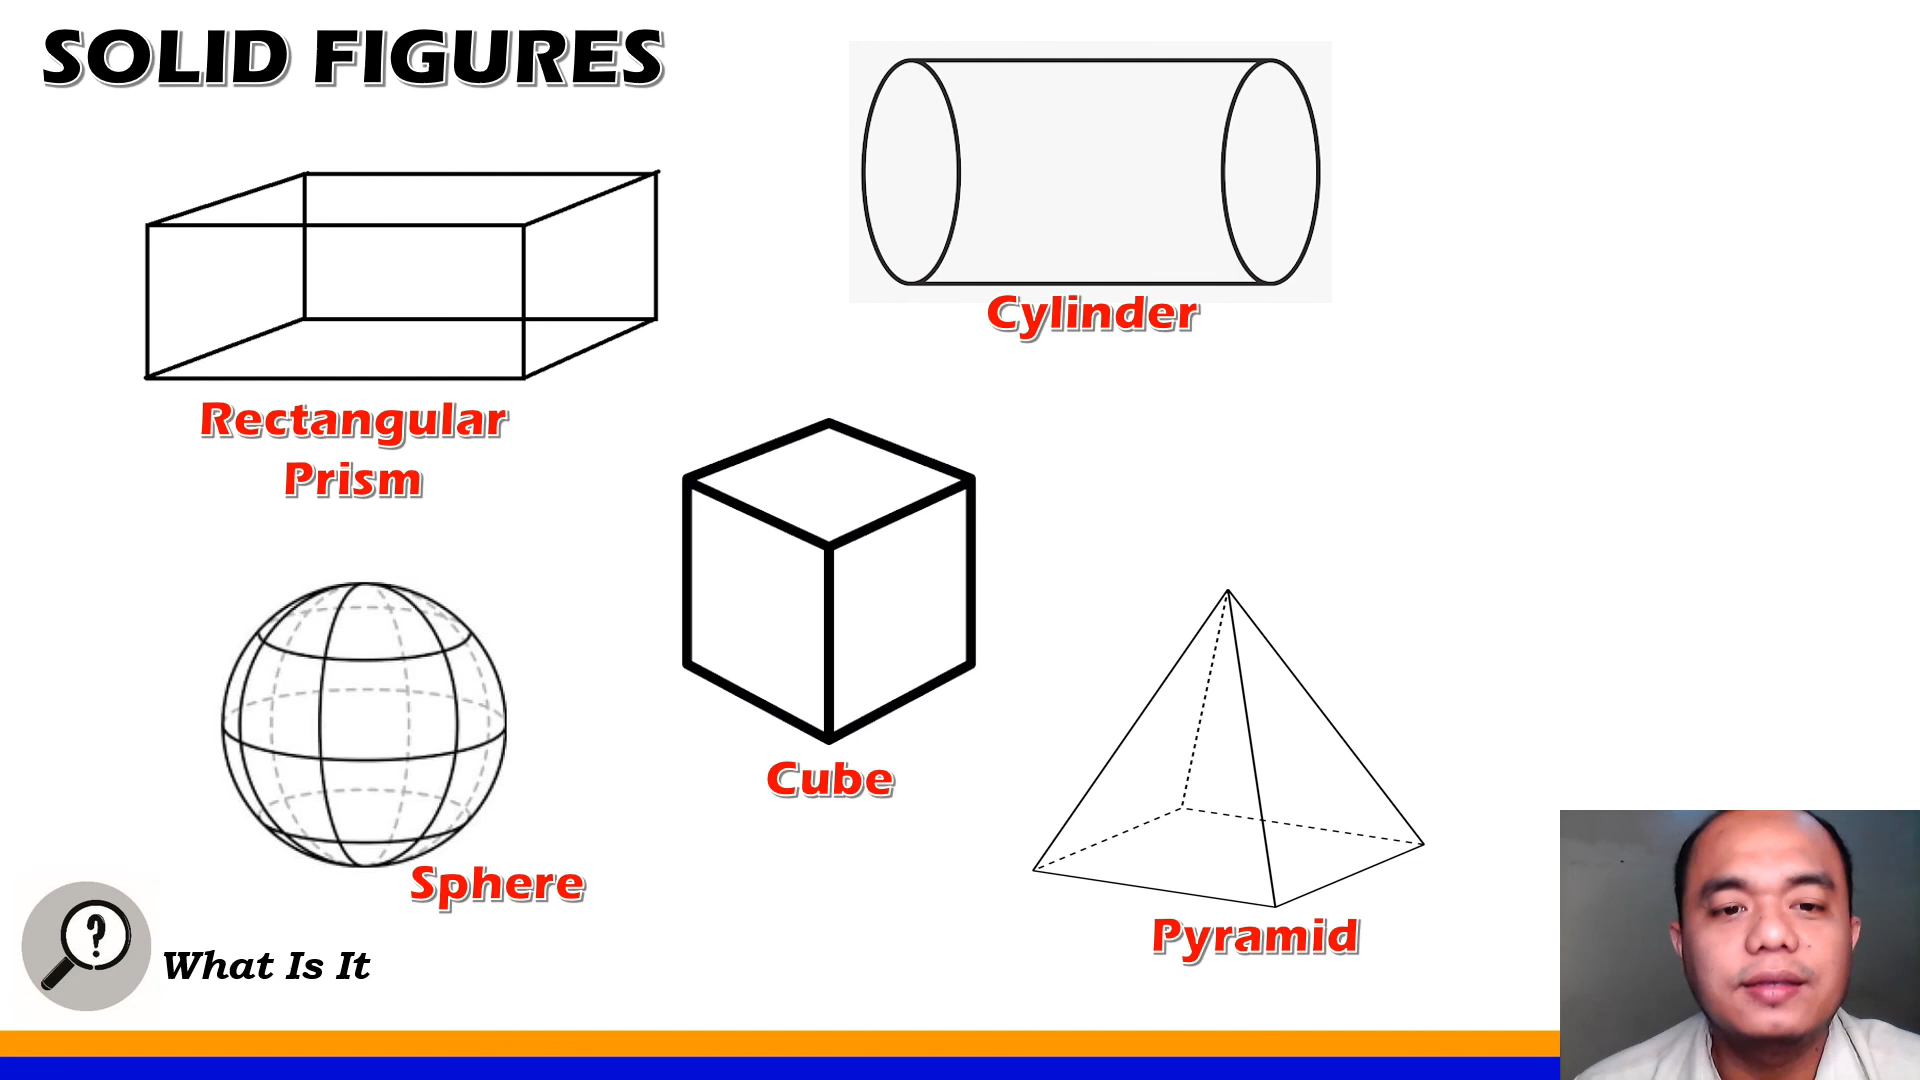 SOLID FIGURES
Cylinder
Rectangular
Prism
Cube
Sphere
Pyramid
?
What Is It